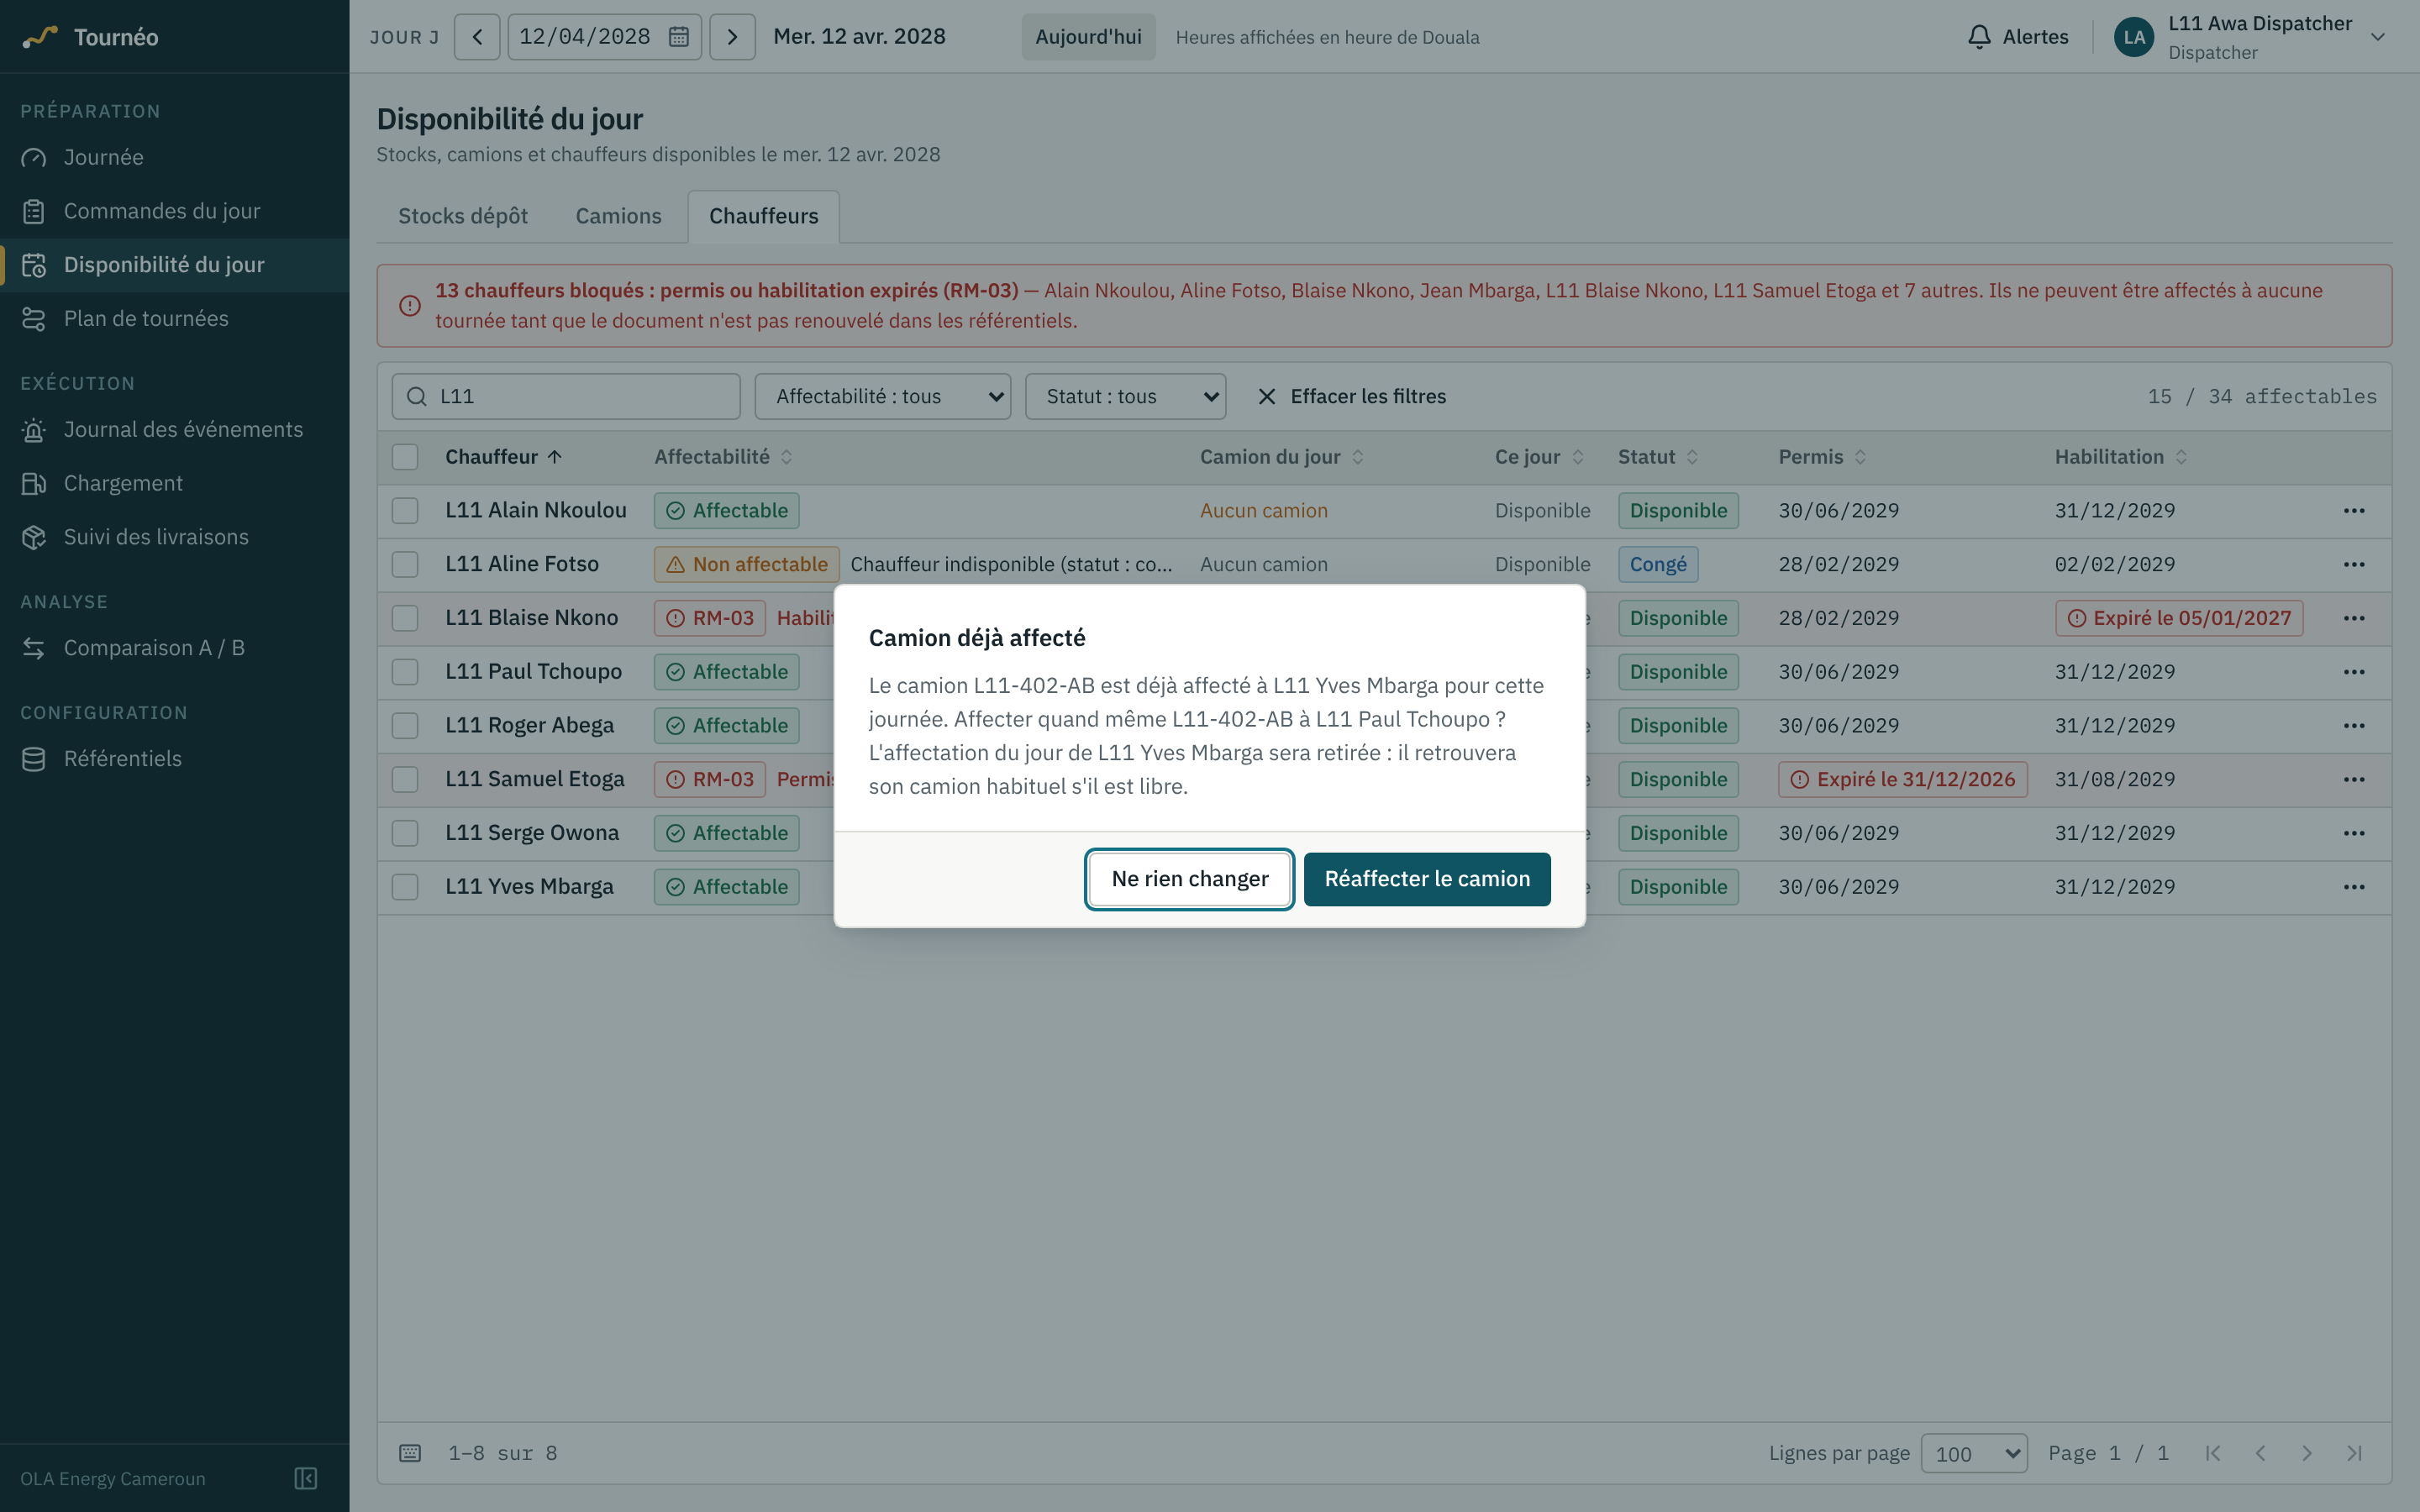 Tournéo
JOUR J
12/04/2028
Mer. 12 avr. 2028
Aujourd'hui
Heures affichées en heure de Douala
Alertes
LA
L11 Awa Dispatcher
Dispatcher
PRÉPARATION
Journée
Commandes du jour
Disponibilité du jour
Plan de tournées
EXÉCUTION
Journal des événements
Chargement
Suivi des livraisons
ANALYSE
Comparaison A / B
CONFIGURATION
Référentiels
OLA Energy Cameroun
Disponibilité du jour
Stocks, camions et chauffeurs disponibles le mer. 12 avr. 2028
Stocks dépôt
Camions
Chauffeurs
13 chauffeurs bloqués : permis ou habilitation expirés (RM-03) — Alain Nkoulou, Aline Fotso, Blaise Nkono, Jean Mbarga, L11 Blaise Nkono, L11 Samuel Etoga et 7 autres. Ils ne peuvent être affectés à aucune
tournée tant que le document n'est pas renouvelé dans les référentiels.
L11
Affectabilité : tous
Statut : tous
Effacer les filtres
15 / 34 affectables
Chauffeur Affectabilité Camion du jour Ce jour Statut Permis Habilitation
L11 Alain Nkoulou Affectable Aucun camion Disponible Disponible 30/06/2029 31/12/2029
L11 Aline Fotso Non affectable Chauffeur indisponible (statut : co... Aucun camion Disponible Congé 28/02/2029 02/02/2029
L11 Blaise Nkono RM-03 Habilit Disponible 28/02/2029 Expiré le 05/01/2027
L11 Paul Tchoupo Affectable Disponible 30/06/2029 31/12/2029
L11 Roger Abega Affectable Disponible 30/06/2029 31/12/2029
L11 Samuel Etoga RM-03 Permis Disponible Expiré le 31/12/2026 31/08/2029
L11 Serge Owona Affectable Disponible 30/06/2029 31/12/2029
L11 Yves Mbarga Affectable Disponible 30/06/2029 31/12/2029
Camion déjà affecté
Le camion L11-402-AB est déjà affecté à L11 Yves Mbarga pour cette
journée. Affecter quand même L11-402-AB à L11 Paul Tchoupo ?
L'affectation du jour de L11 Yves Mbarga sera retirée : il retrouvera
son camion habituel s'il est libre.
Ne rien changer
Réaffecter le camion
1–8 sur 8
Lignes par page 100
Page 1 / 1